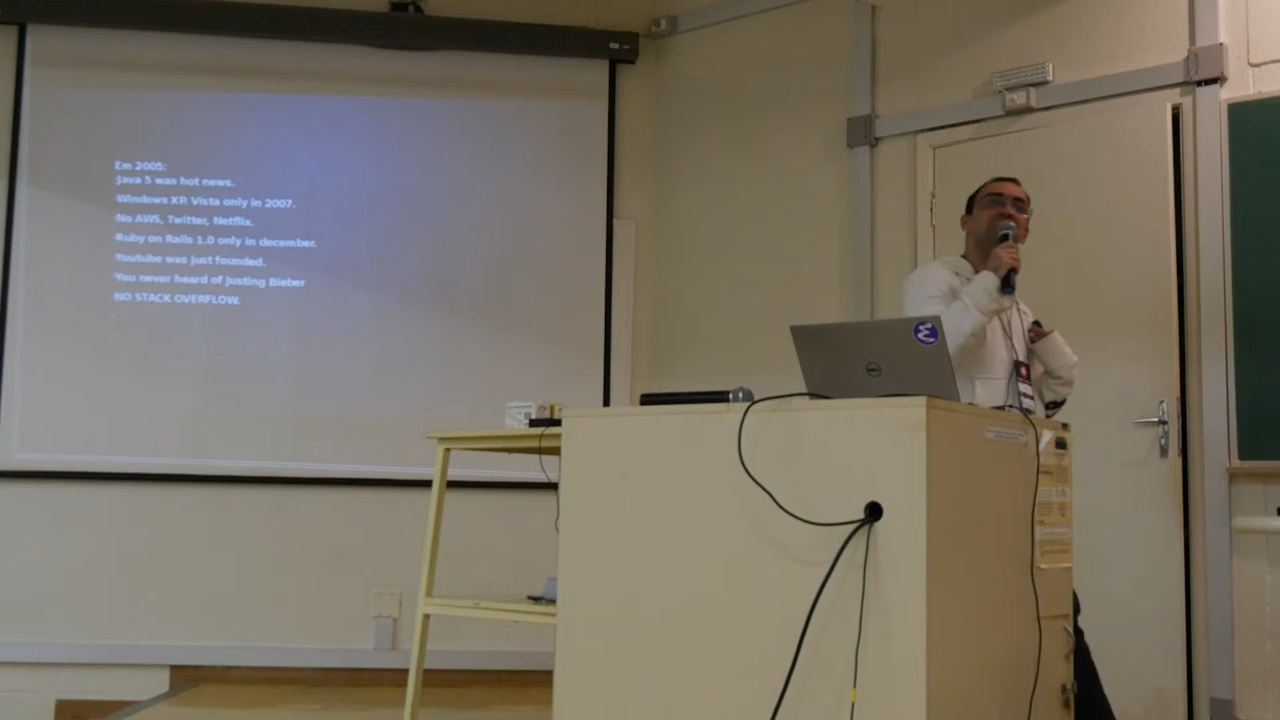 Em 2005:
·Java 5 was hot news.
·Windows XP. Vista only in 2007.
·No AWS, Twitter, Netflix.
·Ruby on Rails 1.0 only in december.
·Youtube was just founded.
·You never heard of Justing Bieber
·NO STACK OVERFLOW.
DELL